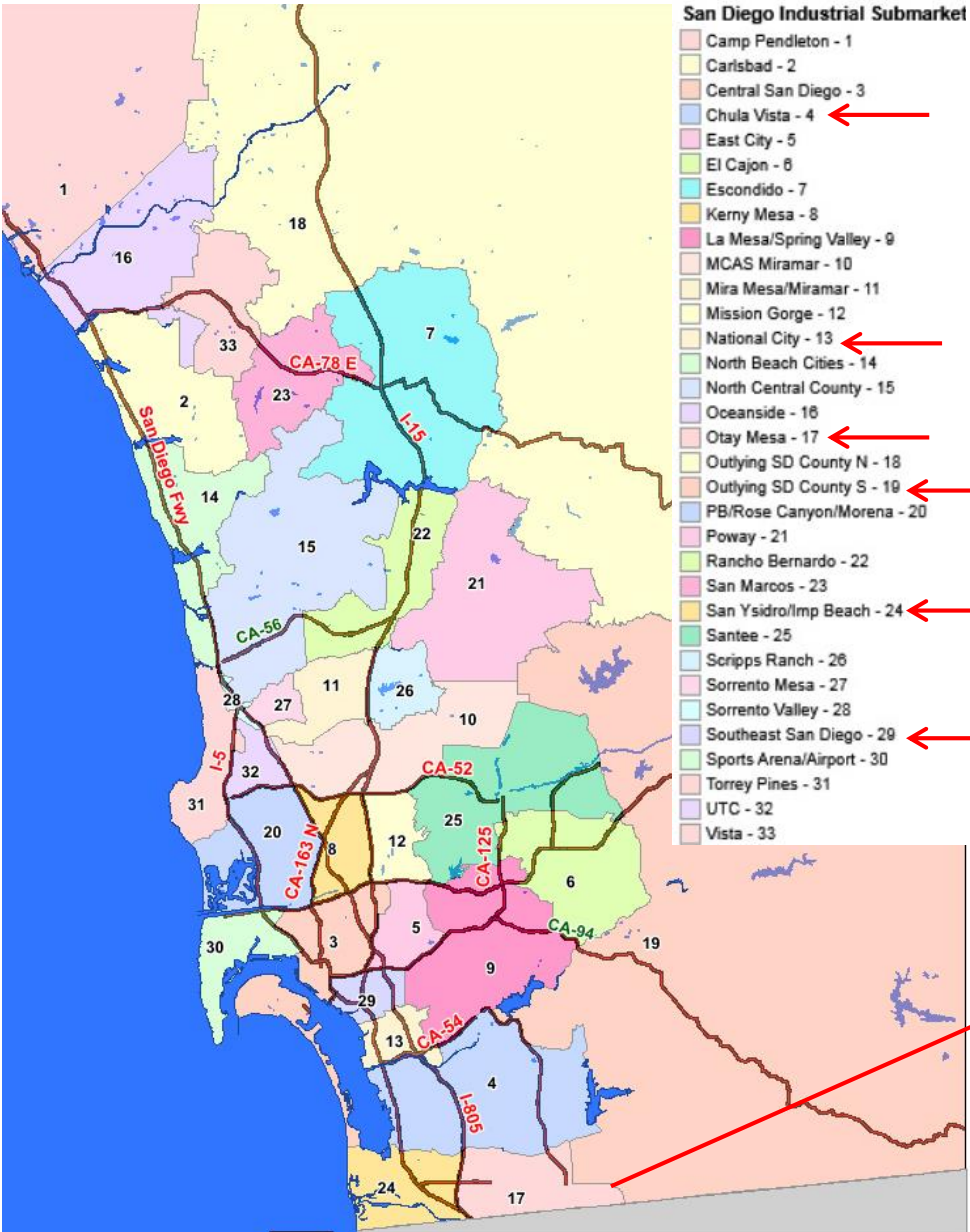 San Diego Industrial Submarket
Camp Pendleton - 1
Carlsbad - 2
Central San Diego - 3
Chula Vista - 4
East City - 5
El Cajon - 6
Escondido - 7
Kerny Mesa - 8
La Mesa/Spring Valley - 9
MCAS Miramar - 10
Mira Mesa/Miramar - 11
Mission Gorge - 12
National City - 13
North Beach Cities - 14
North Central County - 15
Oceanside - 16
Otay Mesa - 17
Outlying SD County N - 18
Outlying SD County S - 19
PB/Rose Canyon/Morena - 20
Poway - 21
Rancho Bernardo - 22
San Marcos - 23
San Ysidro/Imp Beach - 24
Santee - 25
Scripps Ranch - 26
Sorrento Mesa - 27
Sorrento Valley - 28
Southeast San Diego - 29
Sports Arena/Airport - 30
Torrey Pines - 31
UTC - 32
Vista - 33
1
18
16
7
33
CA-78 E
23
2
I-15
San Diego Fwy
14
22
15
21
CA-56
11
26
28
27
10
I-5
32
CA-52
31
20
CA-163 N
8
12
25
CA-125
6
5
CA-94
30
3
19
9
29
13
CA-54
4
I-805
24
17